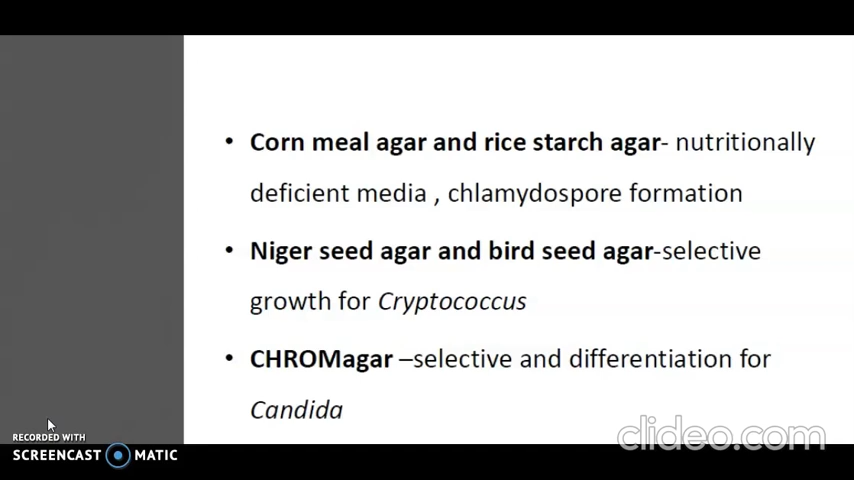 • Corn meal agar and rice starch agar- nutritionally
deficient media , chlamydospore formation
• Niger seed agar and bird seed agar-selective
growth for Cryptococcus
• CHROMagar –selective and differentiation for
Candida
clideo.com
RECORDED WITH
SCREENCAST MATIC